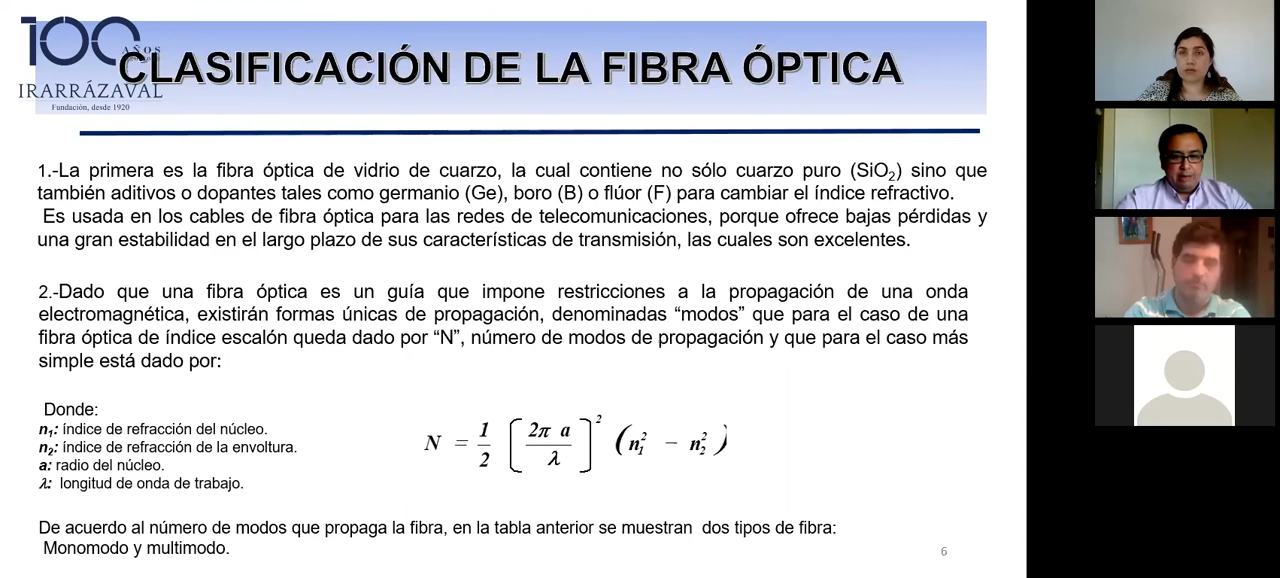 100
AÑOS
IRARRÁZAVAL
Fundación, desde 1920
CLASIFICACIÓN DE LA FIBRA ÓPTICA
1.-La primera es la fibra óptica de vidrio de cuarzo, la cual contiene no sólo cuarzo puro (SiO₂) sino que
también aditivos o dopantes tales como germanio (Ge), boro (B) o flúor (F) para cambiar el índice refractivo.
Es usada en los cables de fibra óptica para las redes de telecomunicaciones, porque ofrece bajas pérdidas y
una gran estabilidad en el largo plazo de sus características de transmisión, las cuales son excelentes.
2.-Dado que una fibra óptica es un guía que impone restricciones a la propagación de una onda
electromagnética, existirán formas únicas de propagación, denominadas “modos” que para el caso de una
fibra óptica de índice escalón queda dado por “N”, número de modos de propagación y que para el caso más
simple está dado por:
Donde:
n₁: índice de refracción del núcleo.
n₂: índice de refracción de la envoltura.
a: radio del núcleo.
λ: longitud de onda de trabajo.
N = 1/2 [2π a / λ]² (n₁² − n₂²)
De acuerdo al número de modos que propaga la fibra, en la tabla anterior se muestran dos tipos de fibra:
Monomodo y multimodo.
6